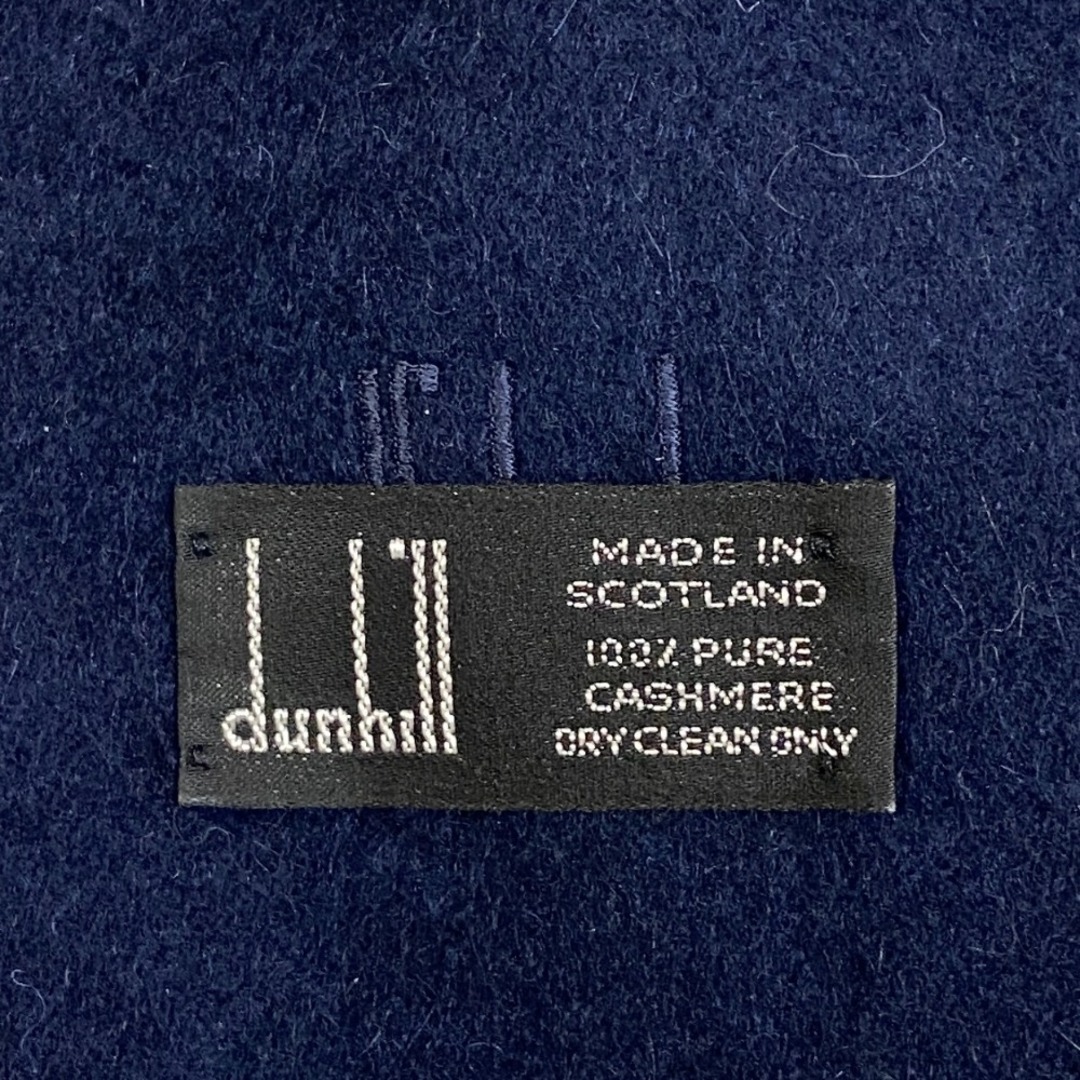 dunhill
MADE IN
SCOTLAND
100% PURE
CASHMERE
DRY CLEAN ONLY